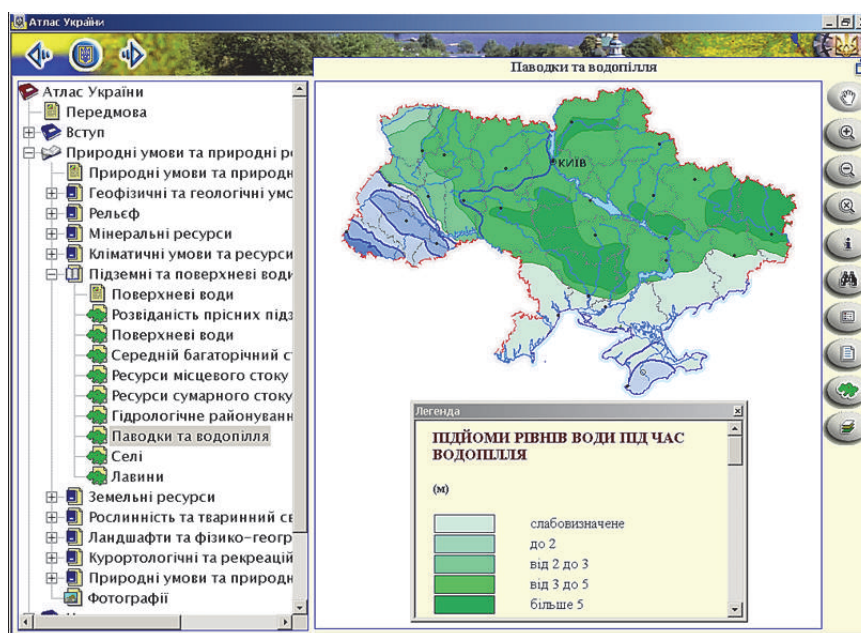 Атлас України
Паводки та водопілля
Атлас України
Передмова
Вступ
Природні умови та природні ре
Природні умови та природн
Геофізичні та геологічні умо
Рельєф
Мінеральні ресурси
Кліматичні умови та ресурси
Підземні та поверхневі води
Поверхневі води
Розвіданість прісних підз
Поверхневі води
Середній багаторічний ст
Ресурси місцевого стоку
Ресурси сумарного стоку
Гідрологічне районуванн
Паводки та водопілля
Селі
Лавини
Земельні ресурси
Рослинність та тваринний св
Ландшафти та фізико-геогр
Курортологічні та рекреацій
Природні умови та природн
Фотографії
КИЇВ
Легенда
ПІДЙОМИ РІВНІВ ВОДИ ПІД ЧАС
ВОДОПІЛЛЯ
(м)
слабовизначене
до 2
від 2 до 3
від 3 до 5
більше 5